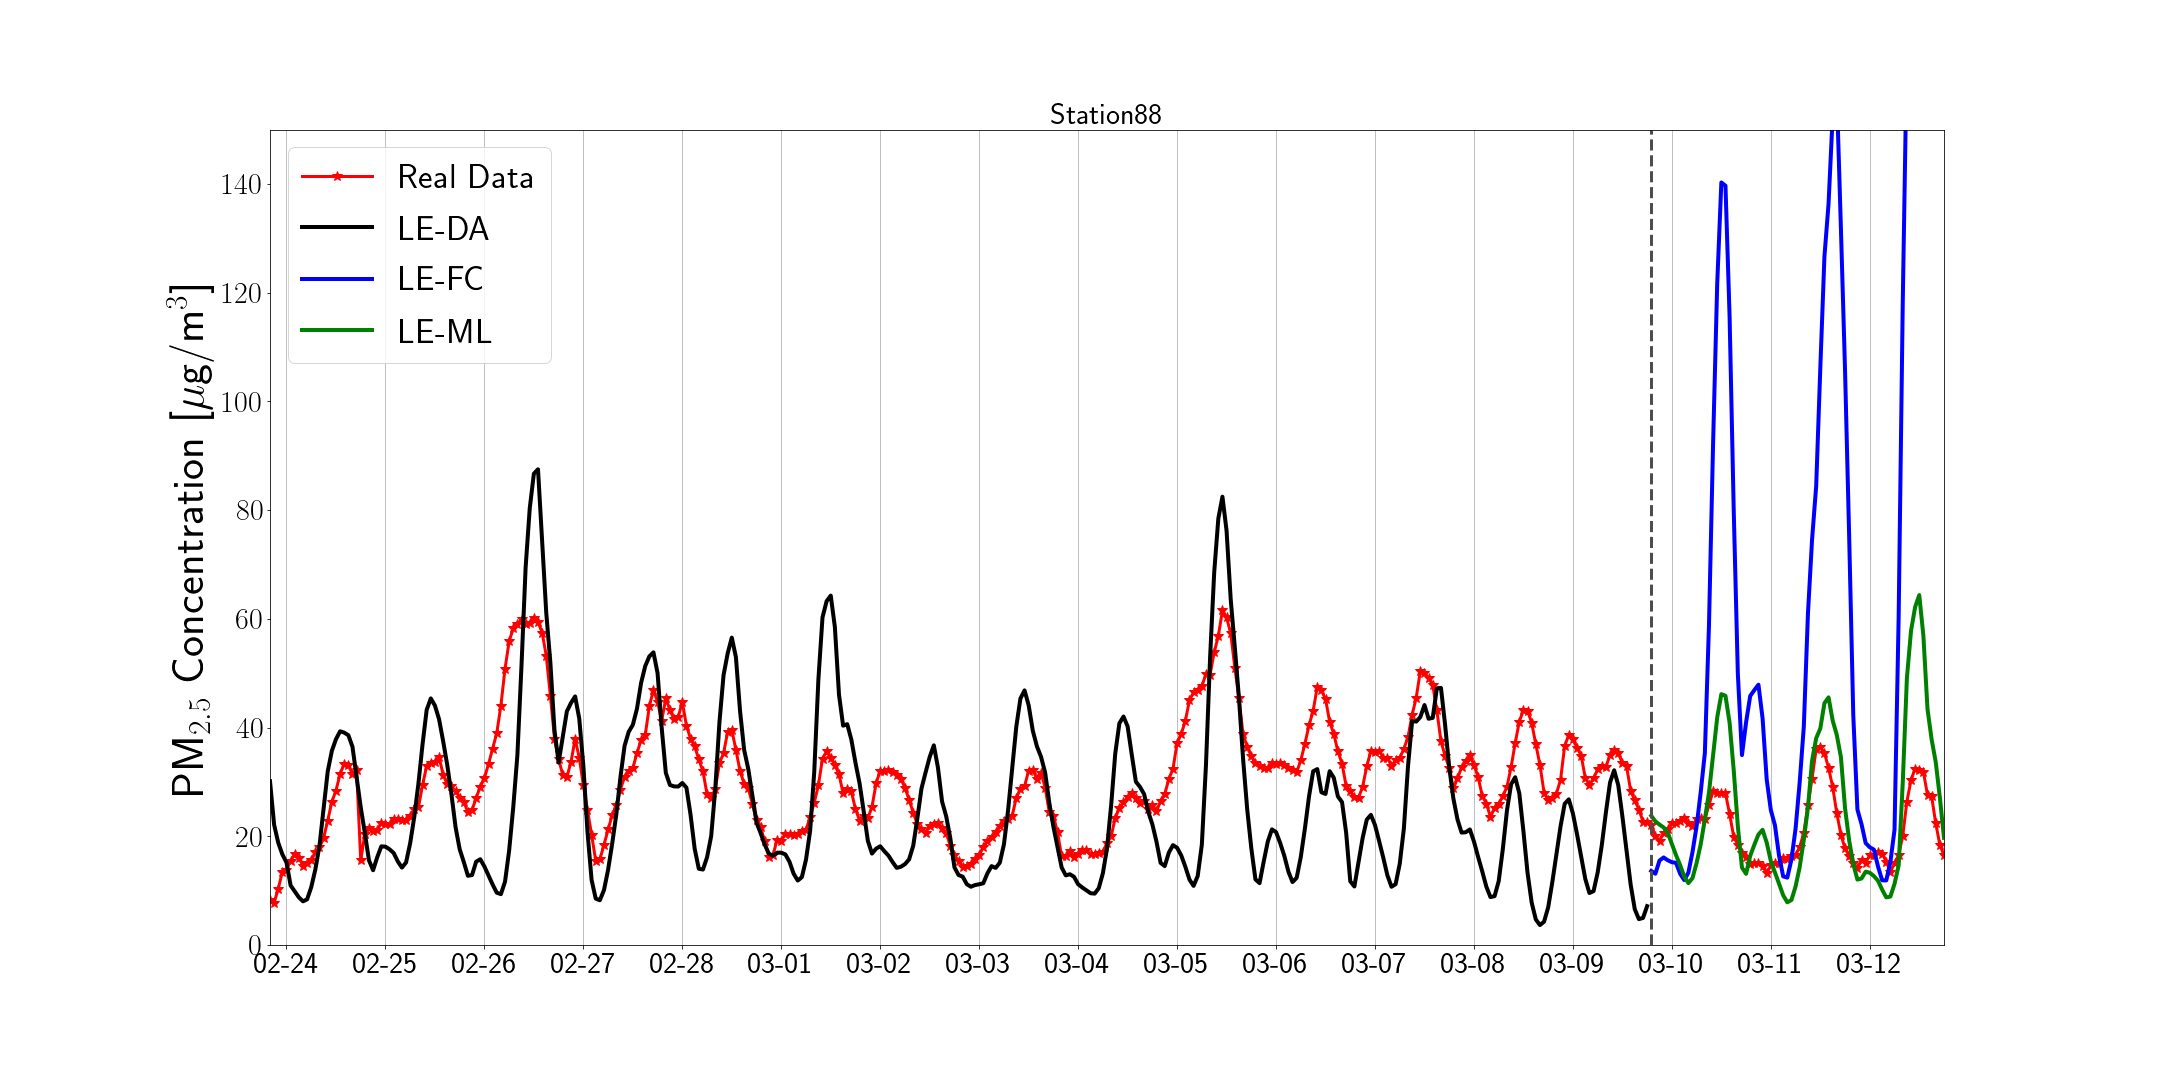 Station88
Real Data
LE-DA
LE-FC
LE-ML
PM2.5 Concentration [μg/m³]
140
120
100
80
60
40
20
0
02-24 02-25 02-26 02-27 02-28 03-01 03-02 03-03 03-04 03-05 03-06 03-07 03-08 03-09 03-10 03-11 03-12